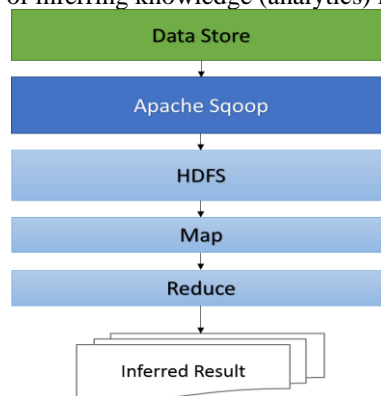 of inferring knowledge (analytics)
Data Store
Apache Sqoop
HDFS
Map
Reduce
Inferred Result